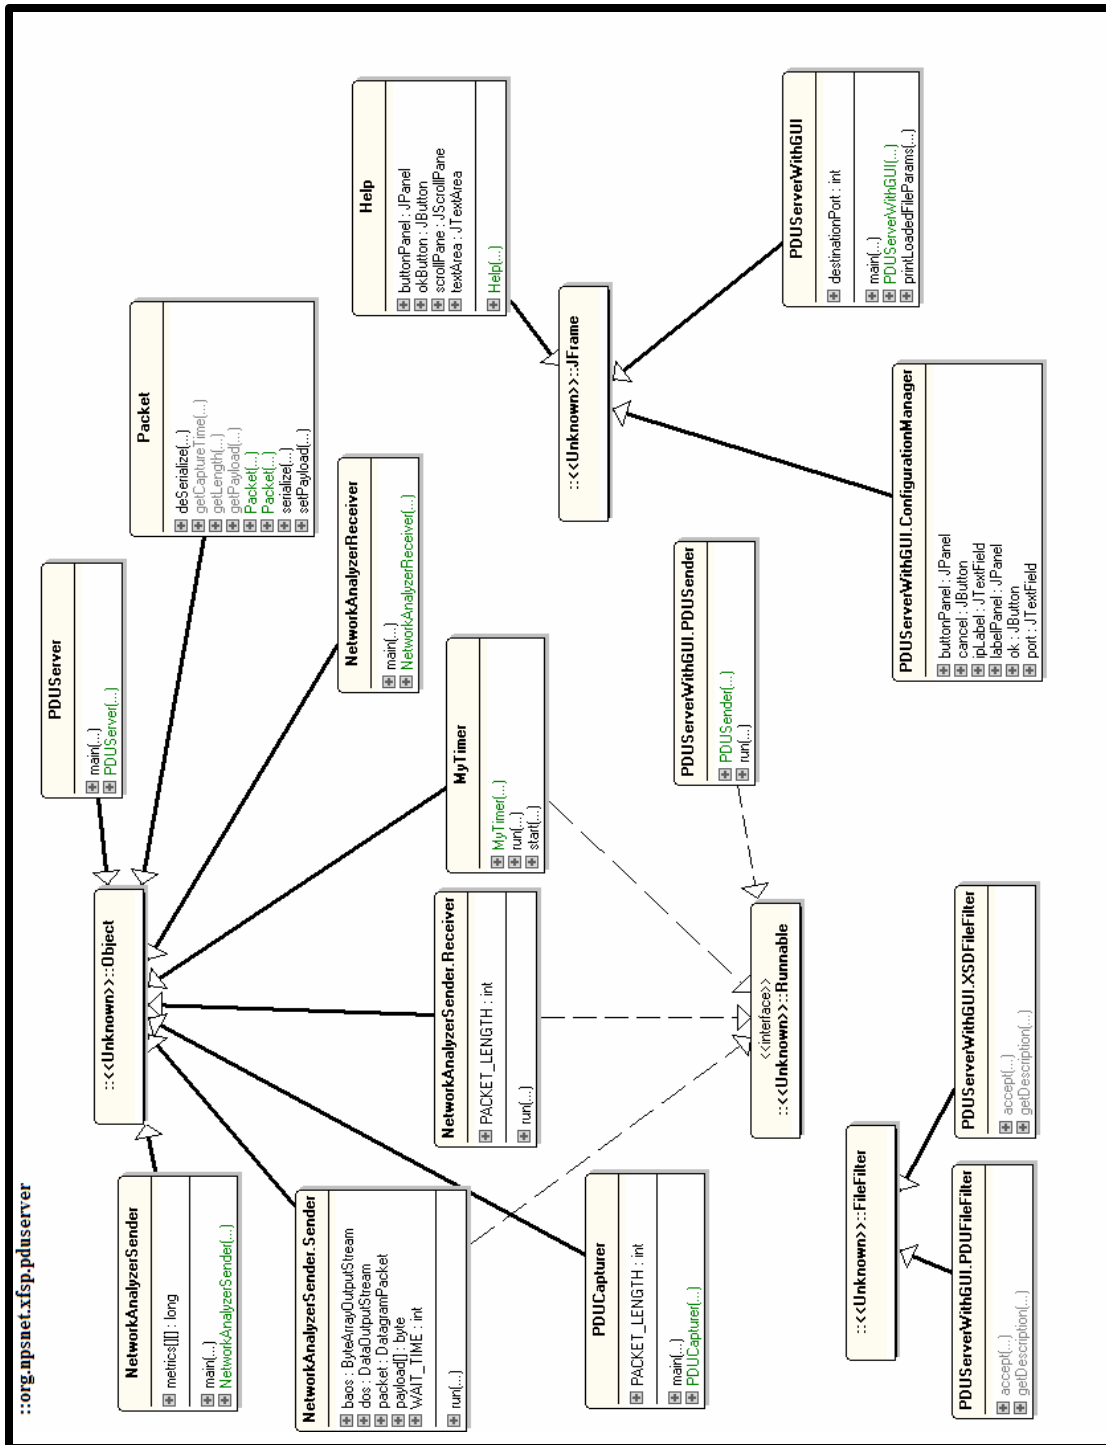 ::org.npsnet.xfsp.pduserver
PDUServer
main(...)
PDUServer(...)
Packet
deSerialize(...)
getCaptureTime(...)
getLength(...)
getPayload(...)
Packet(...)
Packet(...)
serialize(...)
setPayload(...)
Help
buttonPanel : JPanel
okButton : JButton
scrollPane : JScrollPane
textArea : JTextArea
Help(...)
::<<Unknown>>::Object
NetworkAnalyzerReceiver
main(...)
NetworkAnalyzerReceiver(...)
NetworkAnalyzerSender
metrics[][] : long
main(...)
NetworkAnalyzerSender(...)
MyTimer
MyTimer(...)
run(...)
start(...)
::<<Unknown>>::JFrame
NetworkAnalyzerSender.Sender
baos : ByteArrayOutputStream
dos : DataOutputStream
packet : DatagramPacket
payload[] : byte
WAIT_TIME : int
run(...)
NetworkAnalyzerSender.Receiver
PACKET_LENGTH : int
run(...)
PDUServerWithGUI.PDUSender
PDUSender(...)
run(...)
PDUServerWithGUI
destinationPort : int
main(...)
PDUServerWithGUI(...)
printLoadedFileParams(...)
PDUCapturer
PACKET_LENGTH : int
main(...)
PDUCapturer(...)
<<interface>>
::<<Unknown>>::Runnable
PDUServerWithGUI.ConfigurationManager
buttonPanel : JPanel
cancel : JButton
ipLabel : JTextField
labelPanel : JPanel
ok : JButton
port : JTextField
::<<Unknown>>::FileFilter
PDUServerWithGUI.PDUFileFilter
accept(...)
getDescription(...)
PDUServerWithGUI.XSDFileFilter
accept(...)
getDescription(...)